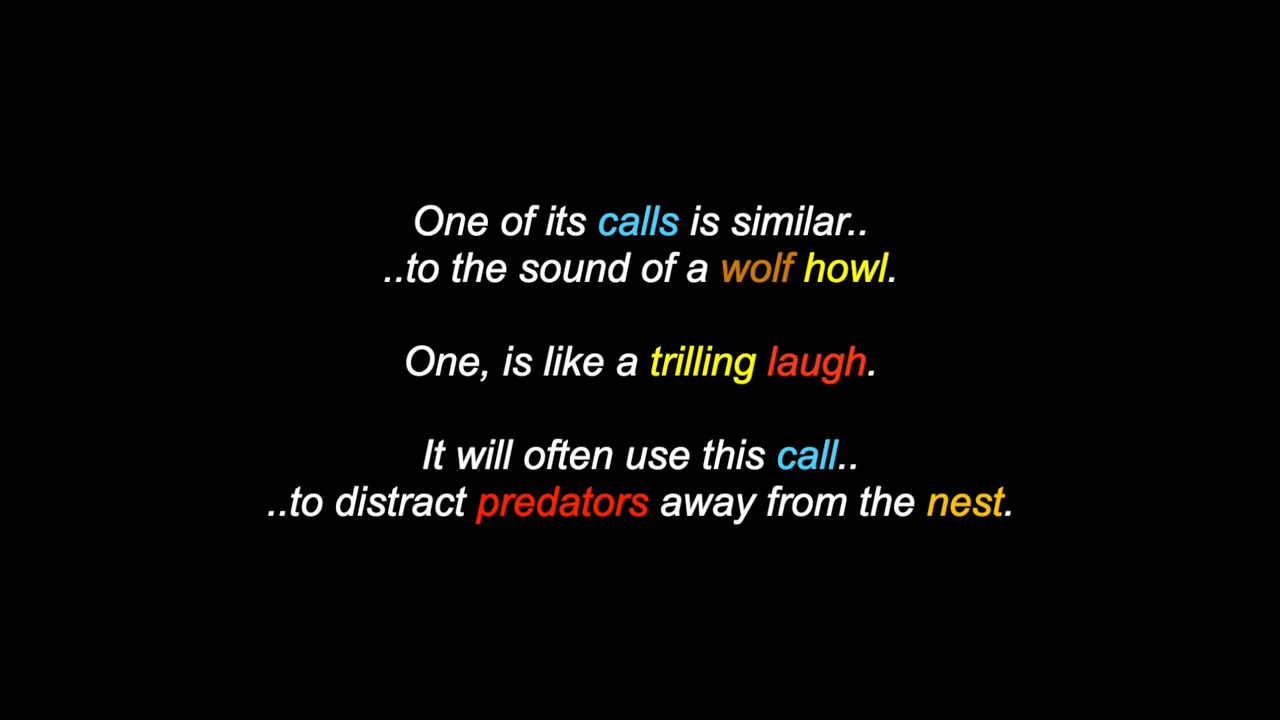 One of its calls is similar..
..to the sound of a wolf howl.
One, is like a trilling laugh.
It will often use this call..
..to distract predators away from the nest.